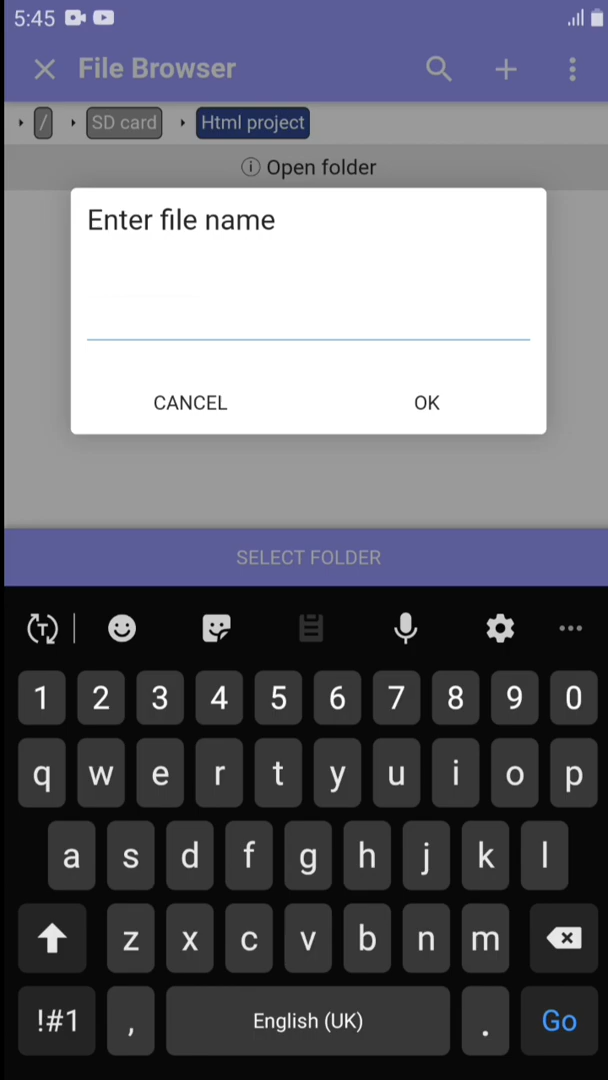 5:45
File Browser
/ SD card Html project
Open folder
Enter file name
CANCEL OK
SELECT FOLDER
1 2 3 4 5 6 7 8 9 0
q w e r t y u i o p
a s d f g h j k l
z x c v b n m
!#1 , English (UK) . Go